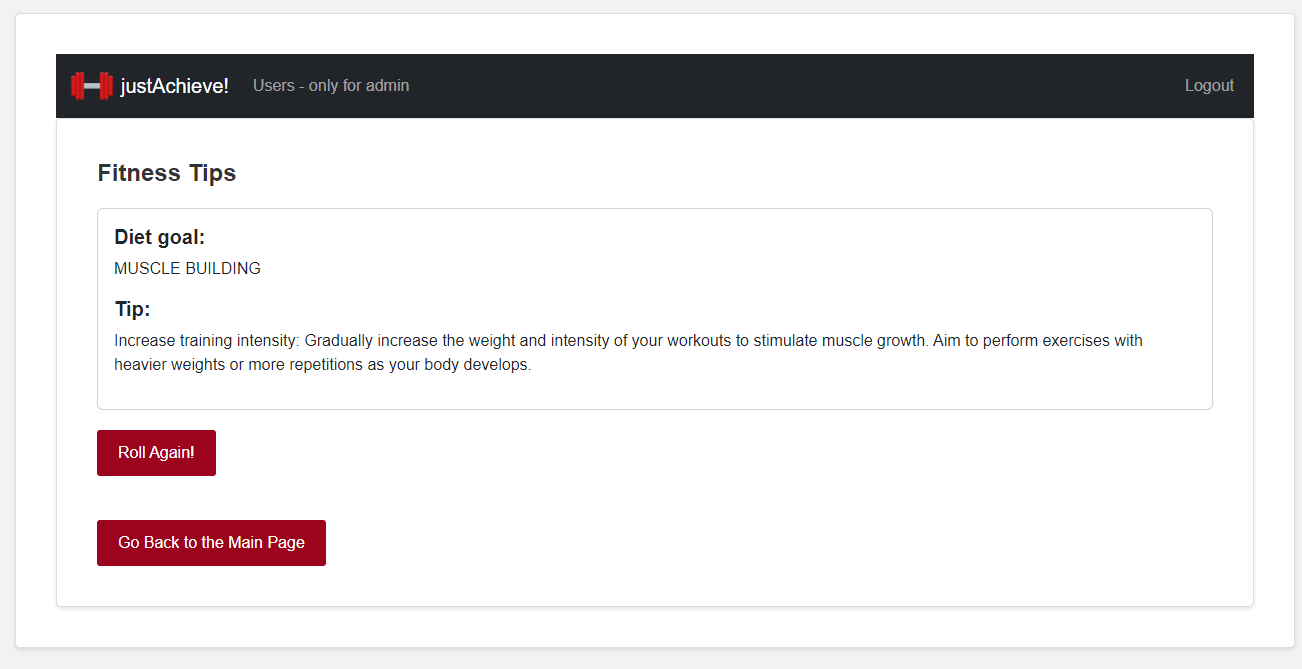 justAchieve! Users - only for admin Logout
Fitness Tips
Diet goal:
MUSCLE BUILDING
Tip:
Increase training intensity: Gradually increase the weight and intensity of your workouts to stimulate muscle growth. Aim to perform exercises with
heavier weights or more repetitions as your body develops.
Roll Again!
Go Back to the Main Page